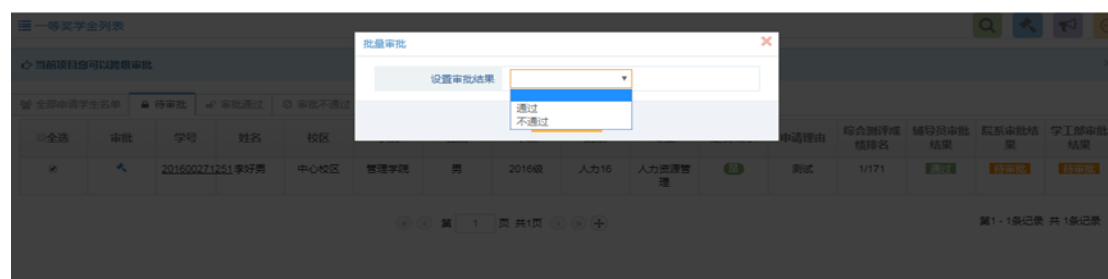 一等奖学金列表
批量审批
当前项目您可以跨级审批
设置审批结果
通过
不通过
全部申请学生名单 待审批 审批通过 审批不通过
全选 审批 学号 姓名 校区 申请理由 综合测评成绩排名 辅导员审批结果 院系审批结果 学工部审批结果
201600271251 李好男 中心校区 管理学院 男 2016级 人力16 人力资源管理 是 测试 1/171 通过 待审批 待审批
第 1 页 共1页
第1 - 1条记录 共 1条记录